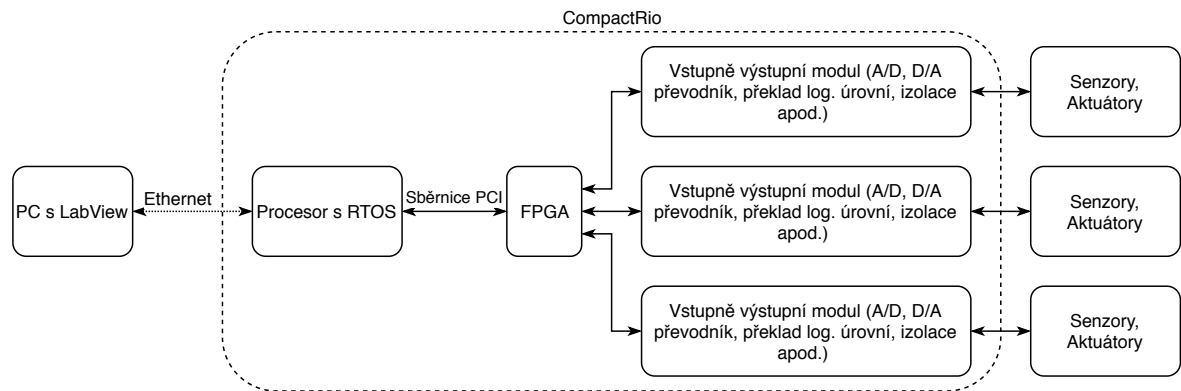 CompactRio
Vstupně výstupní modul (A/D, D/A
převodník, překlad log. úrovní, izolace
apod.)
Senzory,
Aktuátory
PC s LabView
Ethernet
Procesor s RTOS
Sběrnice PCI
FPGA
Vstupně výstupní modul (A/D, D/A
převodník, překlad log. úrovní, izolace
apod.)
Senzory,
Aktuátory
Vstupně výstupní modul (A/D, D/A
převodník, překlad log. úrovní, izolace
apod.)
Senzory,
Aktuátory